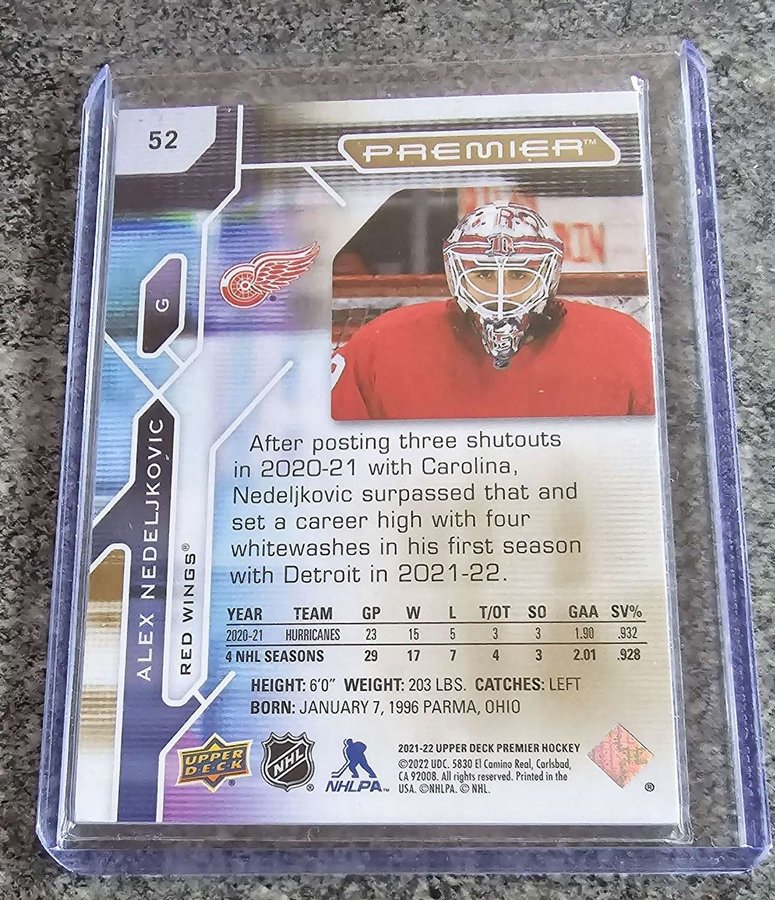 52
PREMIER™
G
ALEX NEDELJKOVIC
RED WINGS®
After posting three shutouts
in 2020-21 with Carolina,
Nedeljkovic surpassed that and
set a career high with four
whitewashes in his first season
with Detroit in 2021-22.
YEAR TEAM GP W L T/OT SO GAA SV%
2020-21 HURRICANES 23 15 5 3 3 1.90 .932
4 NHL SEASONS 29 17 7 4 3 2.01 .928
HEIGHT: 6'0" WEIGHT: 203 LBS. CATCHES: LEFT
BORN: JANUARY 7, 1996 PARMA, OHIO
UPPER
DECK
NHL
NHLPA™
2021-22 UPPER DECK PREMIER HOCKEY
©2022 UDC. 5830 El Camino Real, Carlsbad,
CA 92008. All rights reserved. Printed in the
USA. ©NHLPA. © NHL.
®